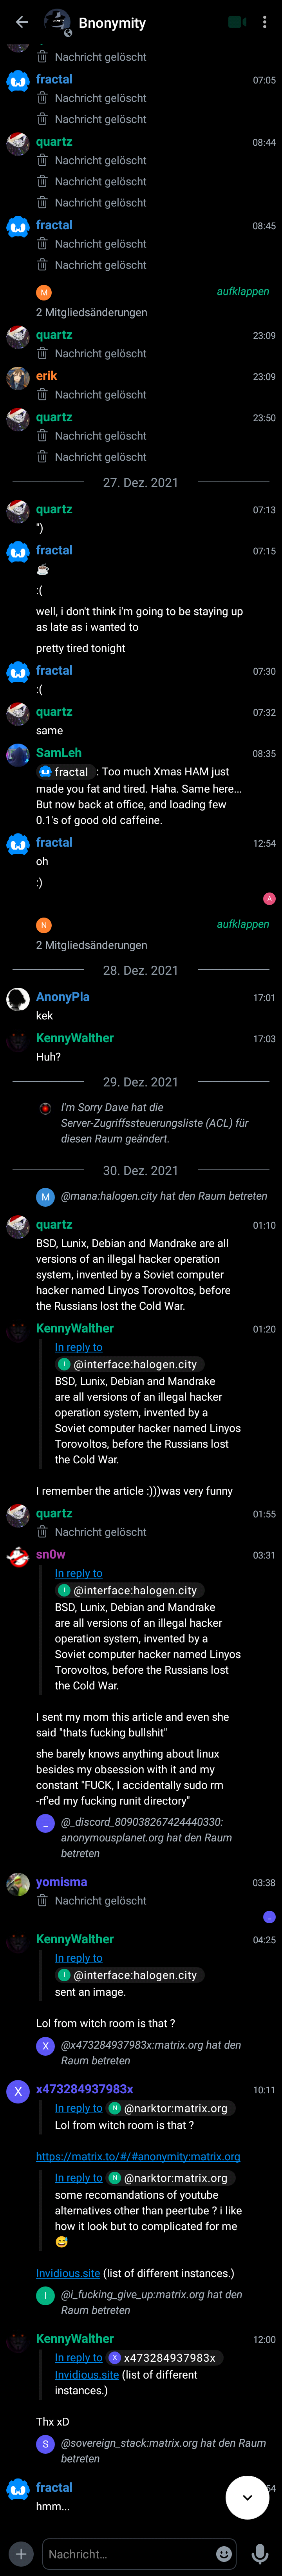 Bnonymity
Nachricht gelöscht
fractal 07:05
Nachricht gelöscht
Nachricht gelöscht
quartz 08:44
Nachricht gelöscht
Nachricht gelöscht
Nachricht gelöscht
fractal 08:45
Nachricht gelöscht
Nachricht gelöscht
M aufklappen
2 Mitgliedsänderungen
quartz 23:09
Nachricht gelöscht
erik 23:09
Nachricht gelöscht
quartz 23:50
Nachricht gelöscht
Nachricht gelöscht
27. Dez. 2021
quartz 07:13
")
fractal 07:15
☕
:(
well, i don't think i'm going to be staying up
as late as i wanted to
pretty tired tonight
fractal 07:30
:(
quartz 07:32
same
SamLeh 08:35
fractal : Too much Xmas HAM just
made you fat and tired. Haha. Same here...
But now back at office, and loading few
0.1's of good old caffeine.
fractal 12:54
oh
:)
A
N aufklappen
2 Mitgliedsänderungen
28. Dez. 2021
AnonyPla 17:01
kek
KennyWalther 17:03
Huh?
29. Dez. 2021
I'm Sorry Dave hat die
Server-Zugriffssteuerungsliste (ACL) für
diesen Raum geändert.
30. Dez. 2021
M @mana:halogen.city hat den Raum betreten
quartz 01:10
BSD, Lunix, Debian and Mandrake are all
versions of an illegal hacker operation
system, invented by a Soviet computer
hacker named Linyos Torovoltos, before
the Russians lost the Cold War.
KennyWalther 01:20
In reply to
I @interface:halogen.city
BSD, Lunix, Debian and Mandrake
are all versions of an illegal hacker
operation system, invented by a
Soviet computer hacker named Linyos
Torovoltos, before the Russians lost
the Cold War.
I remember the article :)))was very funny
quartz 01:55
Nachricht gelöscht
sn0w 03:31
In reply to
I @interface:halogen.city
BSD, Lunix, Debian and Mandrake
are all versions of an illegal hacker
operation system, invented by a
Soviet computer hacker named Linyos
Torovoltos, before the Russians lost
the Cold War.
I sent my mom this article and even she
said "thats fucking bullshit"
she barely knows anything about linux
besides my obsession with it and my
constant "FUCK, I accidentally sudo rm
-rf'ed my fucking runit directory"
_ @_discord_809038267424440330:
anonymousplanet.org hat den Raum
betreten
yomisma 03:38
Nachricht gelöscht
_
KennyWalther 04:25
In reply to
I @interface:halogen.city
sent an image.
Lol from witch room is that ?
X @x473284937983x:matrix.org hat den
Raum betreten
X x473284937983x 10:11
In reply to N @narktor:matrix.org
Lol from witch room is that ?
https://matrix.to/#/#anonymity:matrix.org
In reply to N @narktor:matrix.org
some recomandations of youtube
alternatives other than peertube ? i like
how it look but to complicated for me
😅
Invidious.site (list of different instances.)
I @i_fucking_give_up:matrix.org hat den
Raum betreten
KennyWalther 12:00
In reply to X x473284937983x
Invidious.site (list of different
instances.)
Thx xD
S @sovereign_stack:matrix.org hat den Raum
betreten
fractal 54
hmm...
Nachricht...